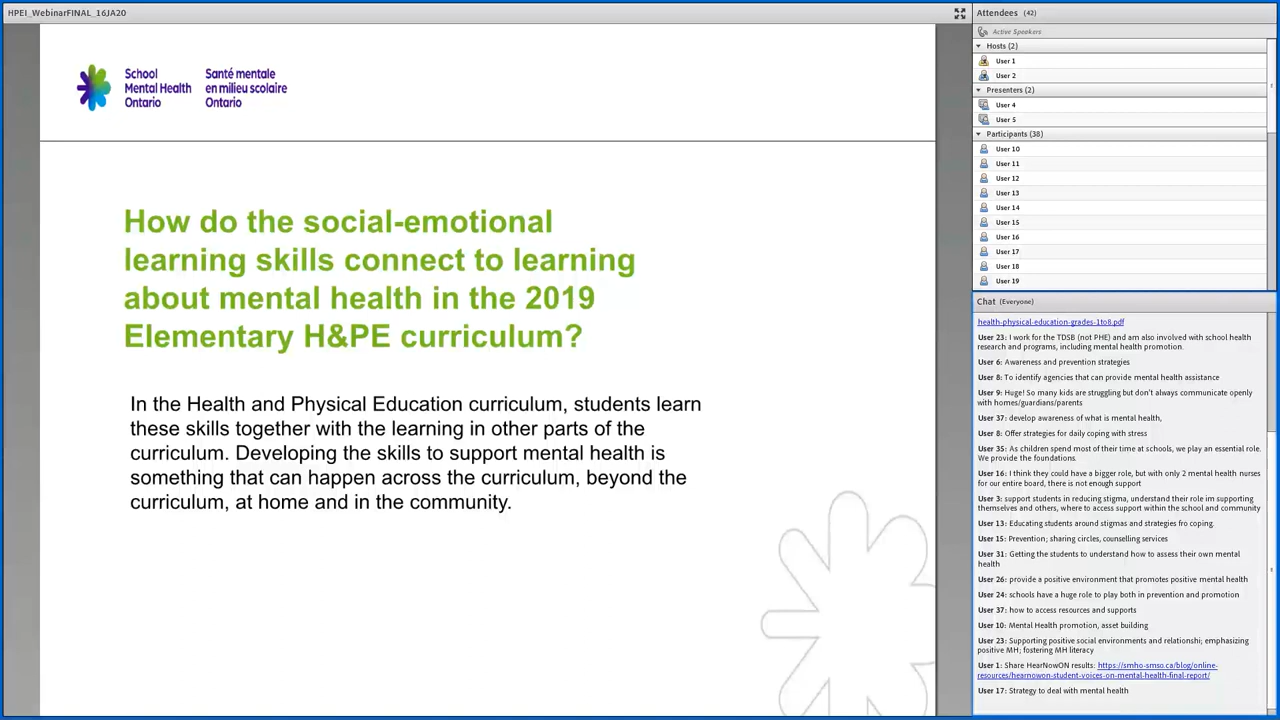 HPEI_WebinarFINAL_16JA20
School
Mental Health
Ontario
Santé mentale
en milieu scolaire
Ontario
How do the social-emotional
learning skills connect to learning
about mental health in the 2019
Elementary H&PE curriculum?
In the Health and Physical Education curriculum, students learn
these skills together with the learning in other parts of the
curriculum. Developing the skills to support mental health is
something that can happen across the curriculum, beyond the
curriculum, at home and in the community.
Attendees (42)
Active Speakers
Hosts (2)
User 1
User 2
Presenters (2)
User 4
User 5
Participants (38)
User 10
User 11
User 12
User 13
User 14
User 15
User 16
User 17
User 18
User 19
Chat (Everyone)
health-physical-education-grades-1to8.pdf
User 23: I work for the TDSB (not PHE) and am also involved with school health
research and programs, including mental health promotion.
User 6: Awareness and prevention strategies
User 8: To identify agencies that can provide mental health assistance
User 9: Huge! So many kids are struggling but don't always communicate openly
with homes/guardians/parents
User 37: develop awareness of what is mental health,
User 8: Offer strategies for daily coping with stress
User 35: As children spend most of their time at schools, we play an essential role.
We provide the foundations.
User 16: I think they could have a bigger role, but with only 2 mental health nurses
for our entire board, there is not enough support
User 3: support students in reducing stigma, understand their role im supporting
themselves and others, where to access support within the school and community
User 13: Educating students around stigmas and strategies fro coping.
User 15: Prevention; sharing circles, counselling services
User 31: Getting the students to understand how to assess their own mental
health
User 26: provide a positive environment that promotes positive mental health
User 24: schools have a huge role to play both in prevention and promotion
User 37: how to access resources and supports
User 10: Mental Health promotion, asset building
User 23: Supporting positive social environments and relationshi; emphasizing
positive MH; fostering MH literacy
User 1: Share HearNowON results: https://smho-smso.ca/blog/online-
resources/hearnowon-student-voices-on-mental-health-final-report/
User 17: Strategy to deal with mental health